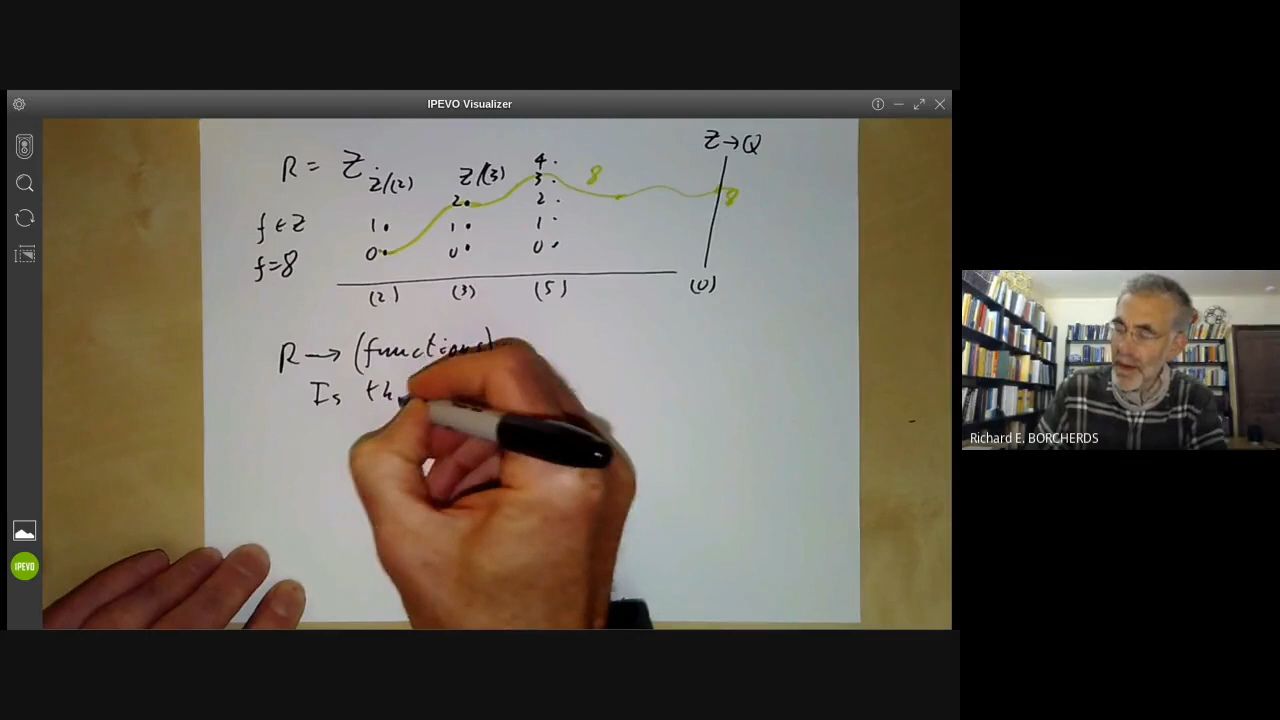 IPEVO Visualizer
Z→Q
R= Z
Z/(2) Z/(3) 4
3 8
2 2 8
f∈Z 1 1 1
f=8 0 0 0
(2) (3) (5) (0)
R → (functions)
Is th
IPEVO
Richard E. BORCHERDS